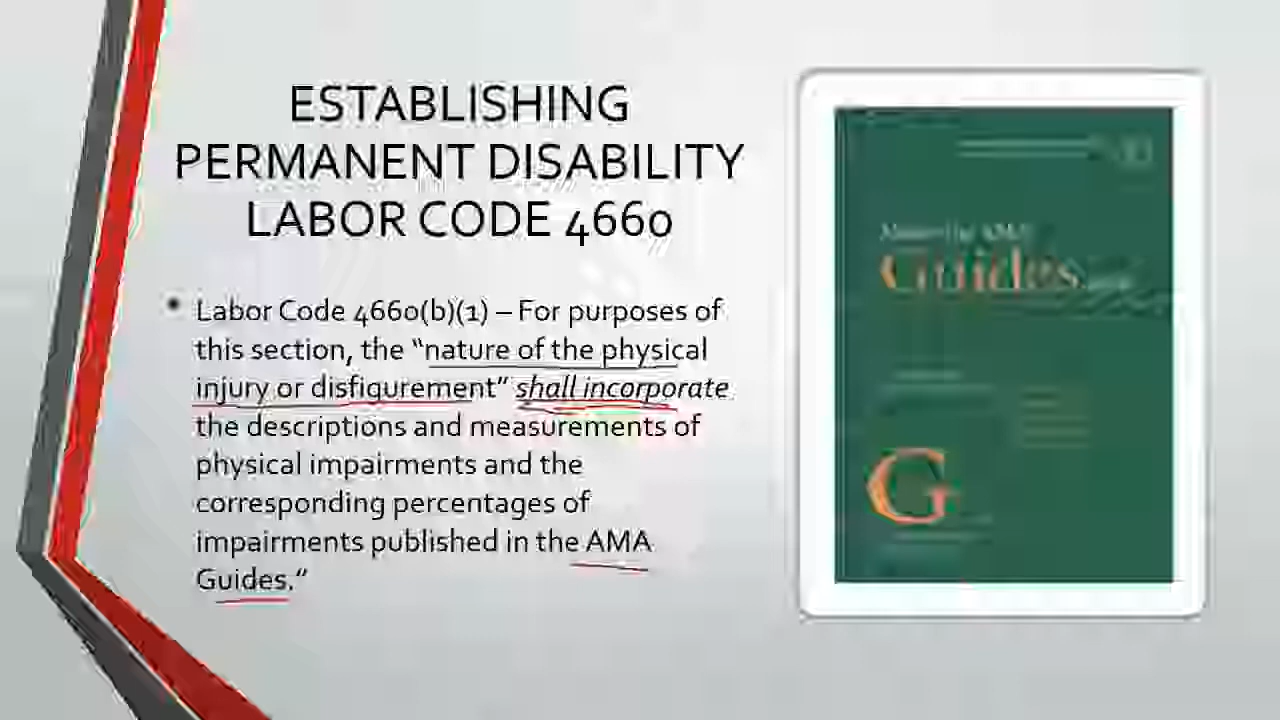 ESTABLISHING
PERMANENT DISABILITY
LABOR CODE 4660
• Labor Code 4660(b)(1) – For purposes of
this section, the “nature of the physical
injury or disfigurement” shall incorporate
the descriptions and measurements of
physical impairments and the
corresponding percentages of
impairments published in the AMA
Guides.“
Guides
G